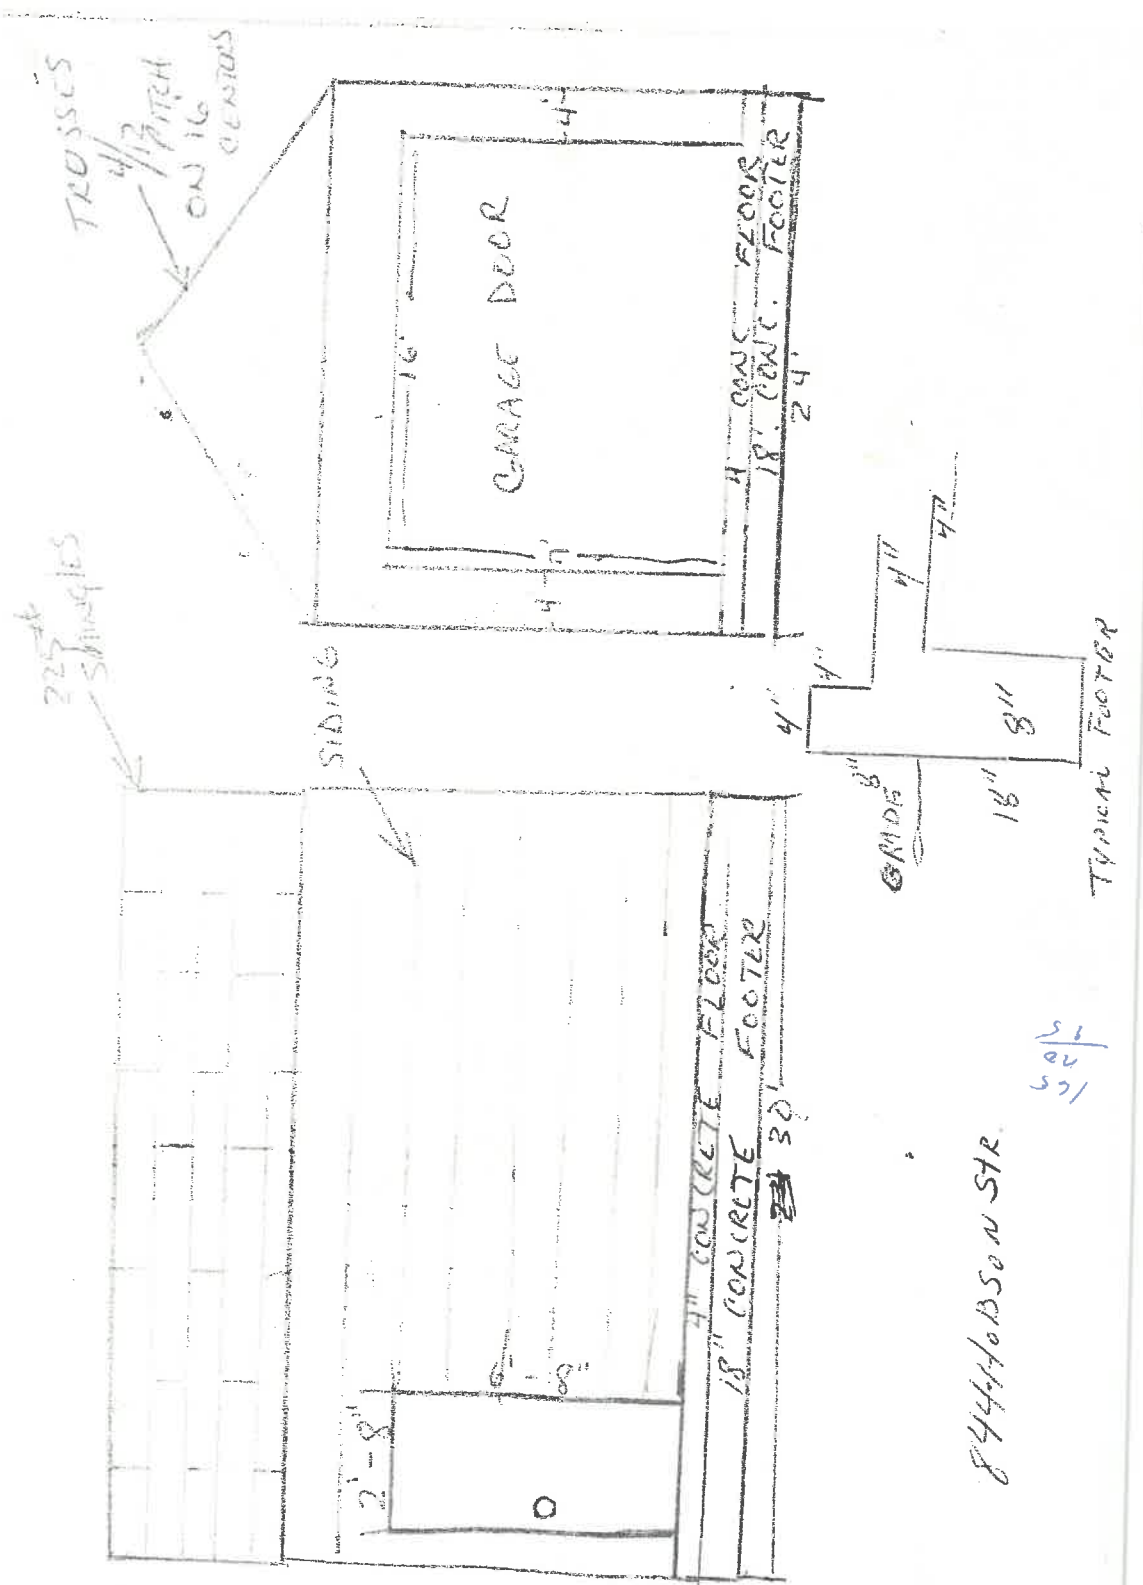 TRUSSES
4/12
PITCH
ON 16
CENTERS
225#
SHINGLES
SIDING
4'
16'
GARAGE DOOR
7'
4'
4" CONC FLOOR
18" CONC. FOOTER
24'
2'-8"
6'-8"
4" CONCRETE FLOOR
18" CONCRETE FOOTER
30'
4"
4"
4"
4"
8"
GRADE
18"
8"
TYPICAL FOOTER
844 HOBSON STR.